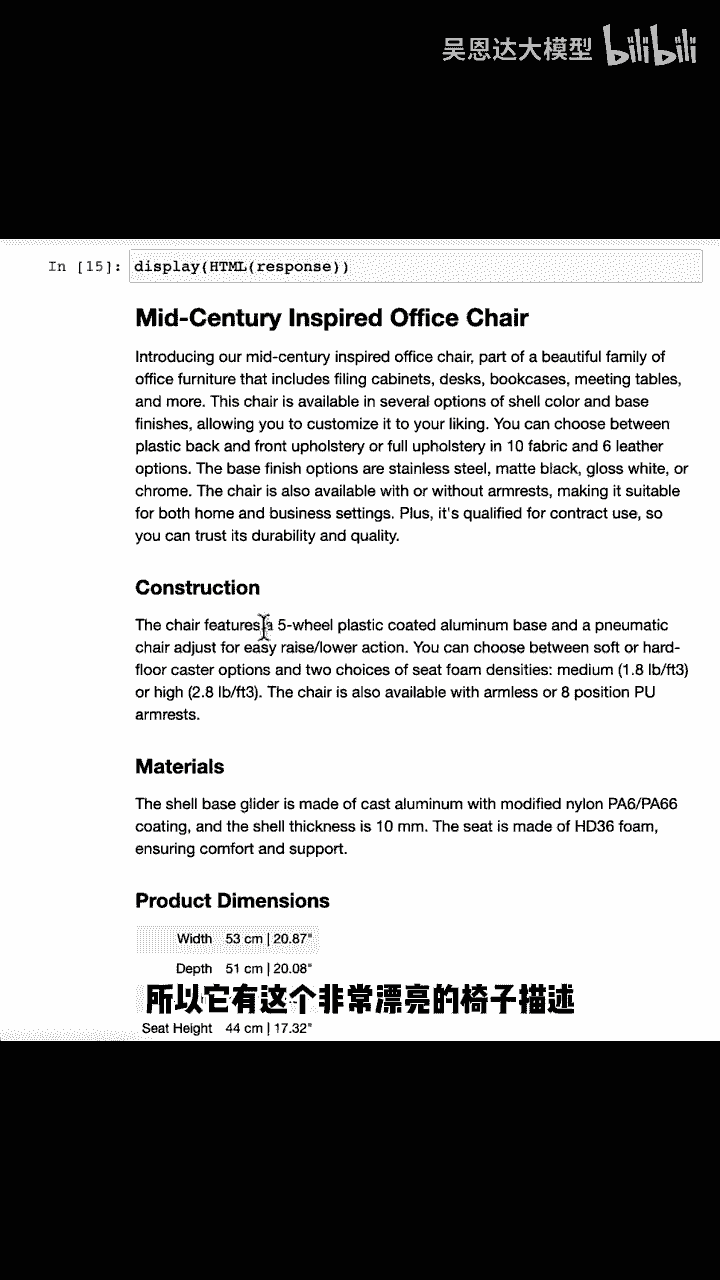 吴恩达大模型 bilibili
In [15]: display(HTML(response))
Mid-Century Inspired Office Chair
Introducing our mid-century inspired office chair, part of a beautiful family of
office furniture that includes filing cabinets, desks, bookcases, meeting tables,
and more. This chair is available in several options of shell color and base
finishes, allowing you to customize it to your liking. You can choose between
plastic back and front upholstery or full upholstery in 10 fabric and 6 leather
options. The base finish options are stainless steel, matte black, gloss white, or
chrome. The chair is also available with or without armrests, making it suitable
for both home and business settings. Plus, it's qualified for contract use, so
you can trust its durability and quality.
Construction
The chair features a 5-wheel plastic coated aluminum base and a pneumatic
chair adjust for easy raise/lower action. You can choose between soft or hard-
floor caster options and two choices of seat foam densities: medium (1.8 lb/ft3)
or high (2.8 lb/ft3). The chair is also available with armless or 8 position PU
armrests.
Materials
The shell base glider is made of cast aluminum with modified nylon PA6/PA66
coating, and the shell thickness is 10 mm. The seat is made of HD36 foam,
ensuring comfort and support.
Product Dimensions
Width 53 cm | 20.87"
Depth 51 cm | 20.08"
所以它有这个非常漂亮的椅子描述
Seat Height 44 cm | 17.32"